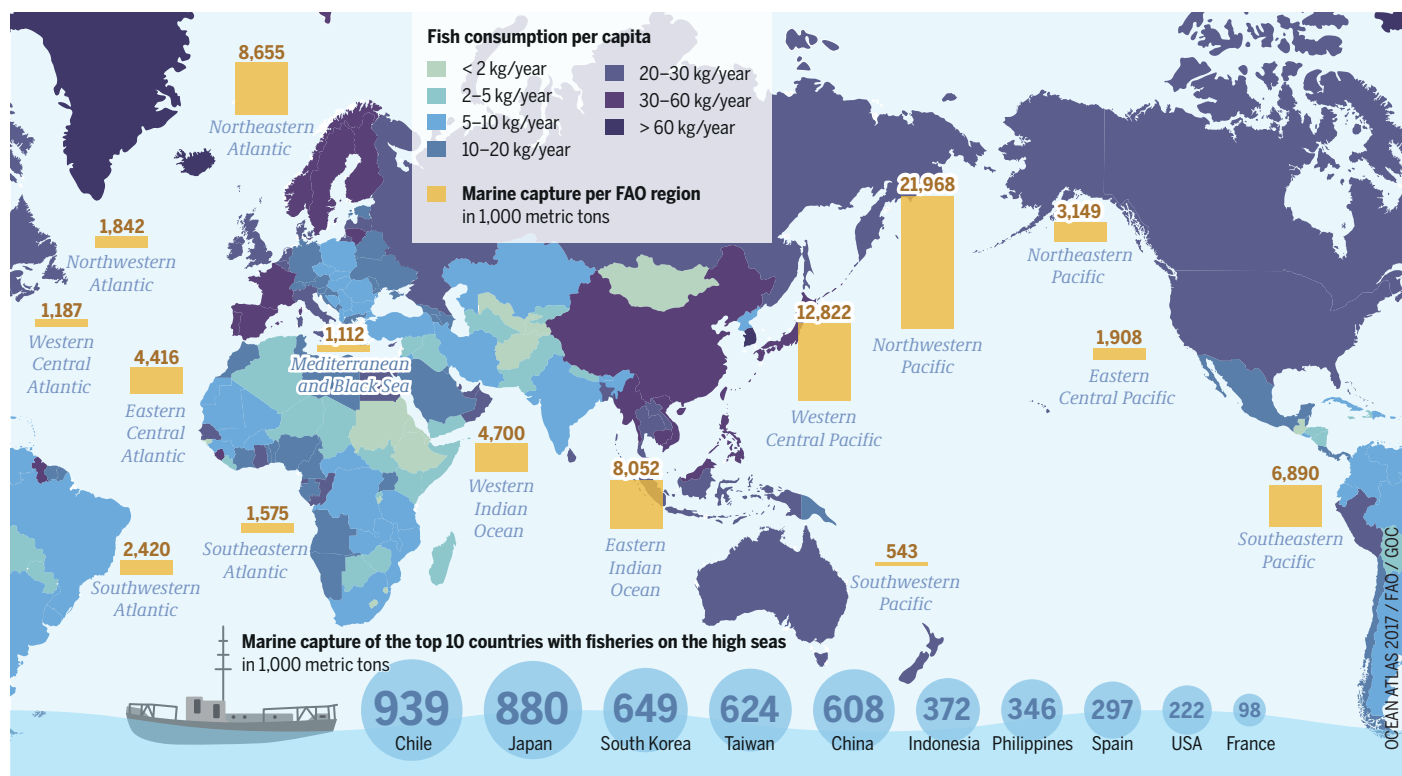 Fish consumption per capita
< 2 kg/year
2–5 kg/year
5–10 kg/year
10–20 kg/year
20–30 kg/year
30–60 kg/year
> 60 kg/year
Marine capture per FAO region
in 1,000 metric tons
8,655
Northeastern
Atlantic
1,842
Northwestern
Atlantic
1,187
Western
Central
Atlantic
4,416
Eastern
Central
Atlantic
1,112
Mediterranean
and Black Sea
21,968
Northwestern
Pacific
3,149
Northeastern
Pacific
12,822
Western
Central Pacific
1,908
Eastern
Central Pacific
4,700
Western
Indian
Ocean
8,052
Eastern
Indian
Ocean
6,890
Southeastern
Pacific
1,575
Southeastern
Atlantic
2,420
Southwestern
Atlantic
543
Southwestern
Pacific
Marine capture of the top 10 countries with fisheries on the high seas
in 1,000 metric tons
939
Chile
880
Japan
649
South Korea
624
Taiwan
608
China
372
Indonesia
346
Philippines
297
Spain
222
USA
98
France
OCEAN ATLAS 2017 / FAO / GOC